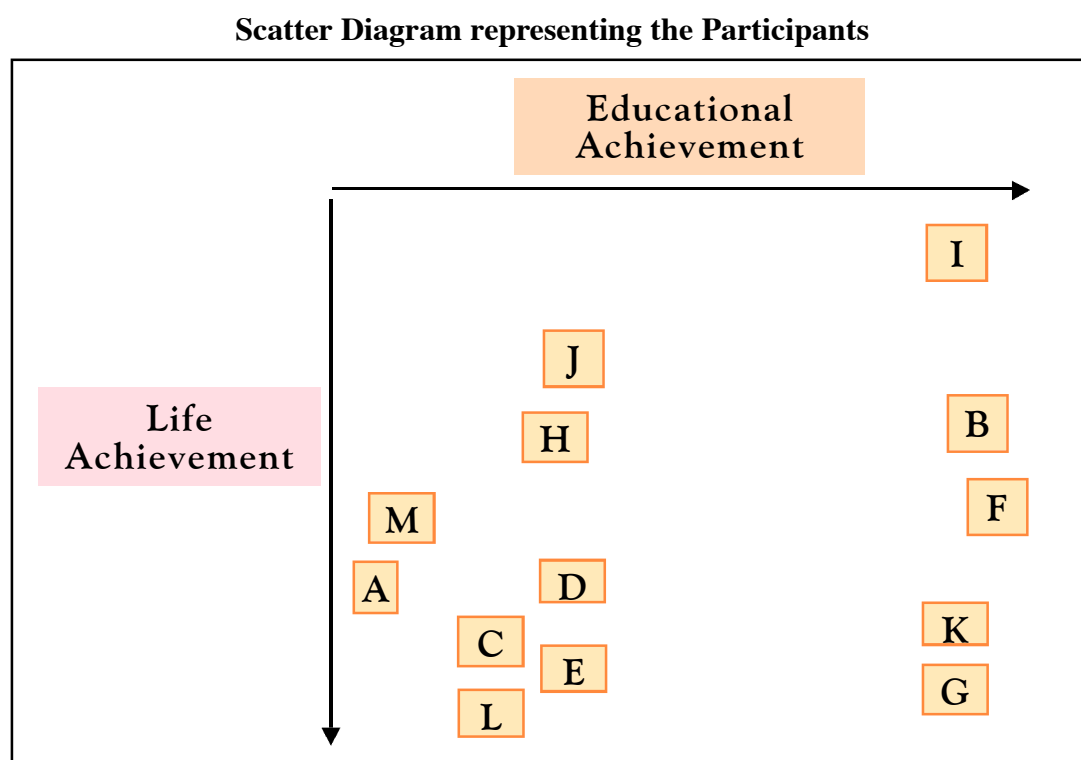 Scatter Diagram representing the Participants
Educational
Achievement
I
J
Life
Achievement
B
H
F
M
D
A
K
C
E
G
L